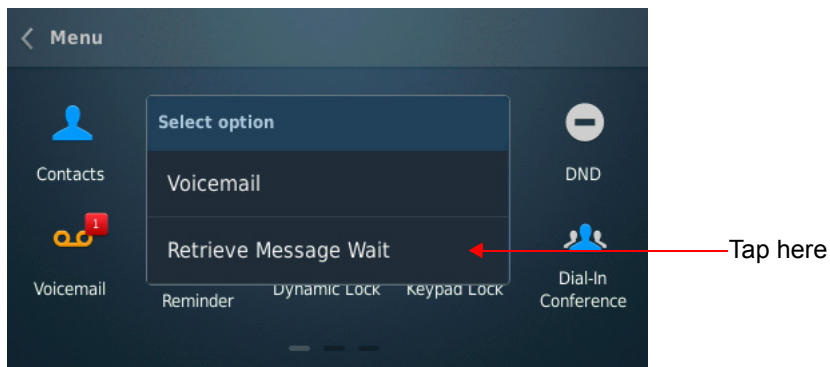 Menu
Select option
Contacts
Voicemail
DND
1
Retrieve Message Wait
Tap here
Voicemail
Reminder
Dynamic Lock
Keypad Lock
Dial-In
Conference